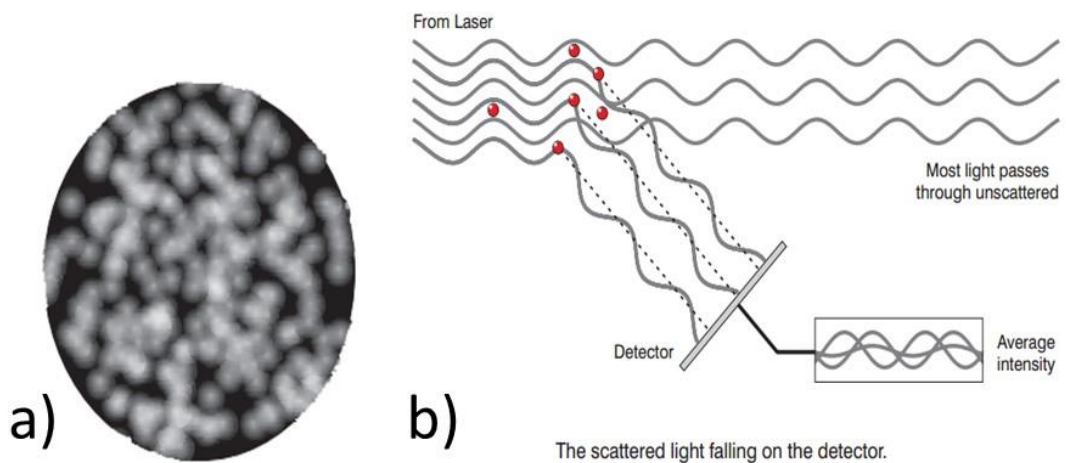 From Laser
Most light passes
through unscattered
Detector
Average
intensity
a)
b)
The scattered light falling on the detector.